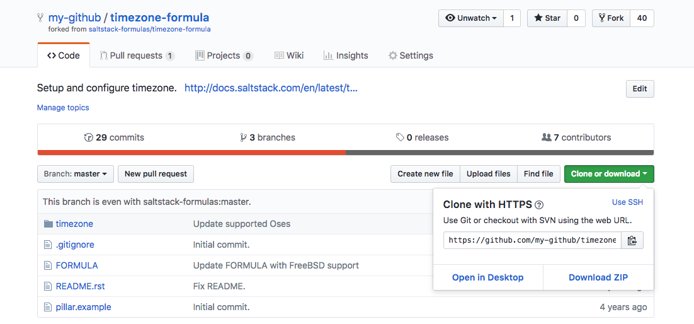 my-github / timezone-formula
Unwatch 1 Star 0 Fork 40
forked from saltstack-formulas/timezone-formula
Code Pull requests 1 Projects 0 Wiki Insights Settings
Setup and configure timezone. http://docs.saltstack.com/en/latest/t... Edit
Manage topics
29 commits 3 branches 0 releases 7 contributors
Branch: master New pull request Create new file Upload files Find file Clone or download
This branch is even with saltstack-formulas:master.
Clone with HTTPS Use SSH
Use Git or checkout with SVN using the web URL.
https://github.com/my-github/timezone
Open in Desktop Download ZIP
timezone Update supported Oses
.gitignore Initial commit.
FORMULA Update FORMULA with FreeBSD support
README.rst Fix README.
pillar.example Initial commit. 4 years ago